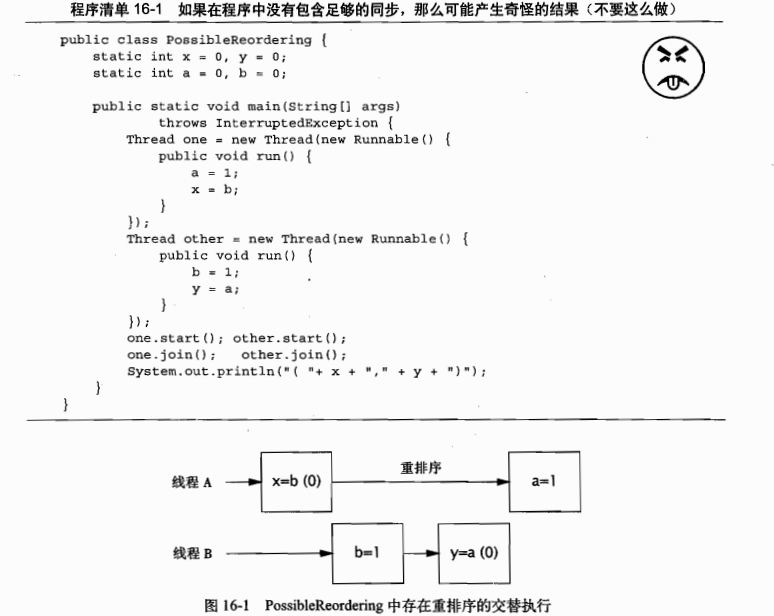 程序清单 16-1 如果在程序中没有包含足够的同步，那么可能产生奇怪的结果（不要这么做）
public class PossibleReordering {
static int x = 0, y = 0;
static int a = 0, b = 0;
public static void main(String[] args)
throws InterruptedException {
Thread one = new Thread(new Runnable() {
public void run() {
a = 1;
x = b;
}
});
Thread other = new Thread(new Runnable() {
public void run() {
b = 1;
y = a;
}
});
one.start(); other.start();
one.join(); other.join();
System.out.println("( "+ x + "," + y + ")");
}
}
线程 A x=b (0) 重排序 a=1
线程 B b=1 y=a (0)
图 16-1 PossibleReordering 中存在重排序的交替执行